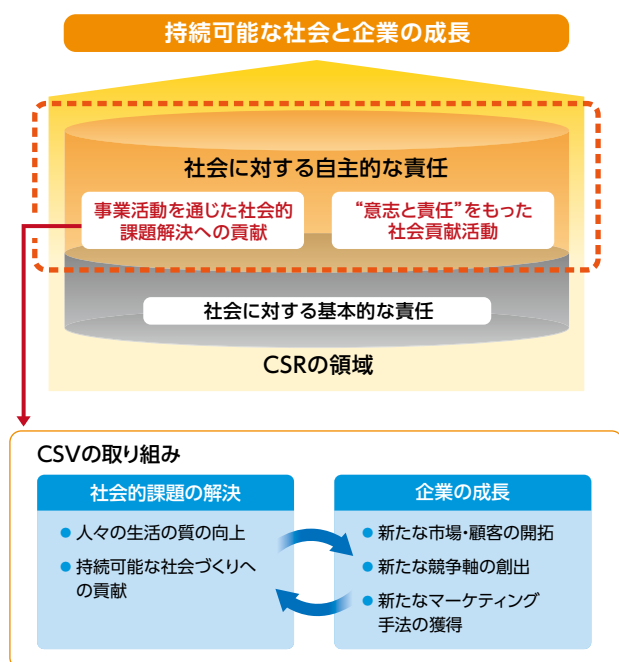 持続可能な社会と企業の成長
社会に対する自主的な責任
事業活動を通じた社会的
課題解決への貢献
“意志と責任”をもった
社会貢献活動
社会に対する基本的な責任
CSRの領域
CSVの取り組み
社会的課題の解決
● 人々の生活の質の向上
● 持続可能な社会づくりへ
の貢献
企業の成長
● 新たな市場・顧客の開拓
● 新たな競争軸の創出
● 新たなマーケティング
手法の獲得